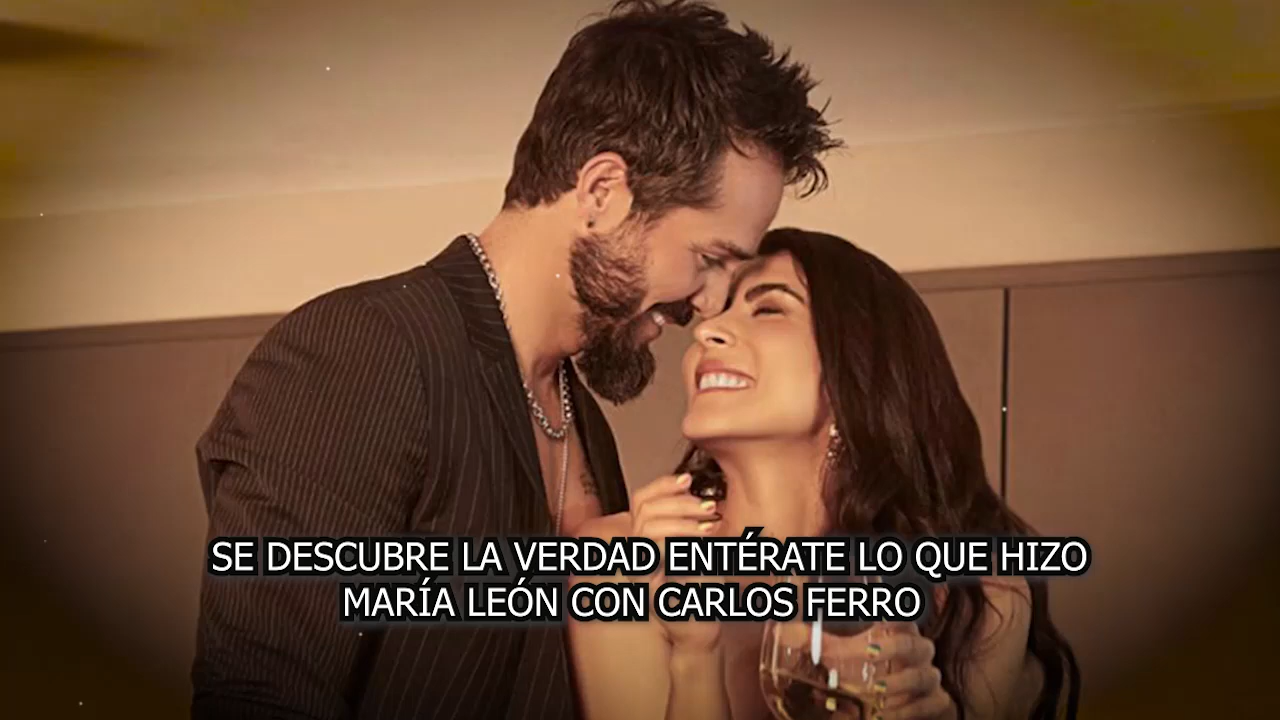 SE DESCUBRE LA VERDAD ENTÉRATE LO QUE HIZO
MARÍA LEÓN CON CARLOS FERRO